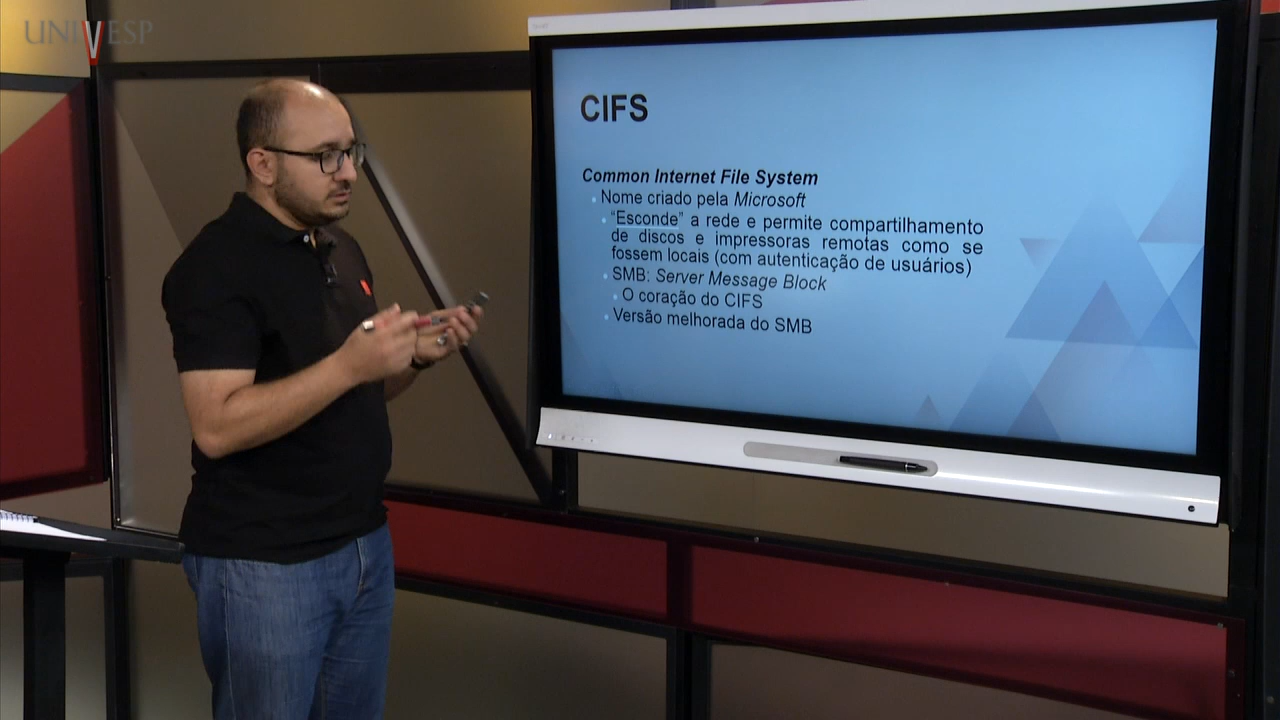 UNIVESP
CIFS
Common Internet File System
Nome criado pela Microsoft
“Esconde” a rede e permite compartilhamento
de discos e impressoras remotas como se
fossem locais (com autenticação de usuários)
SMB: Server Message Block
O coração do CIFS
Versão melhorada do SMB